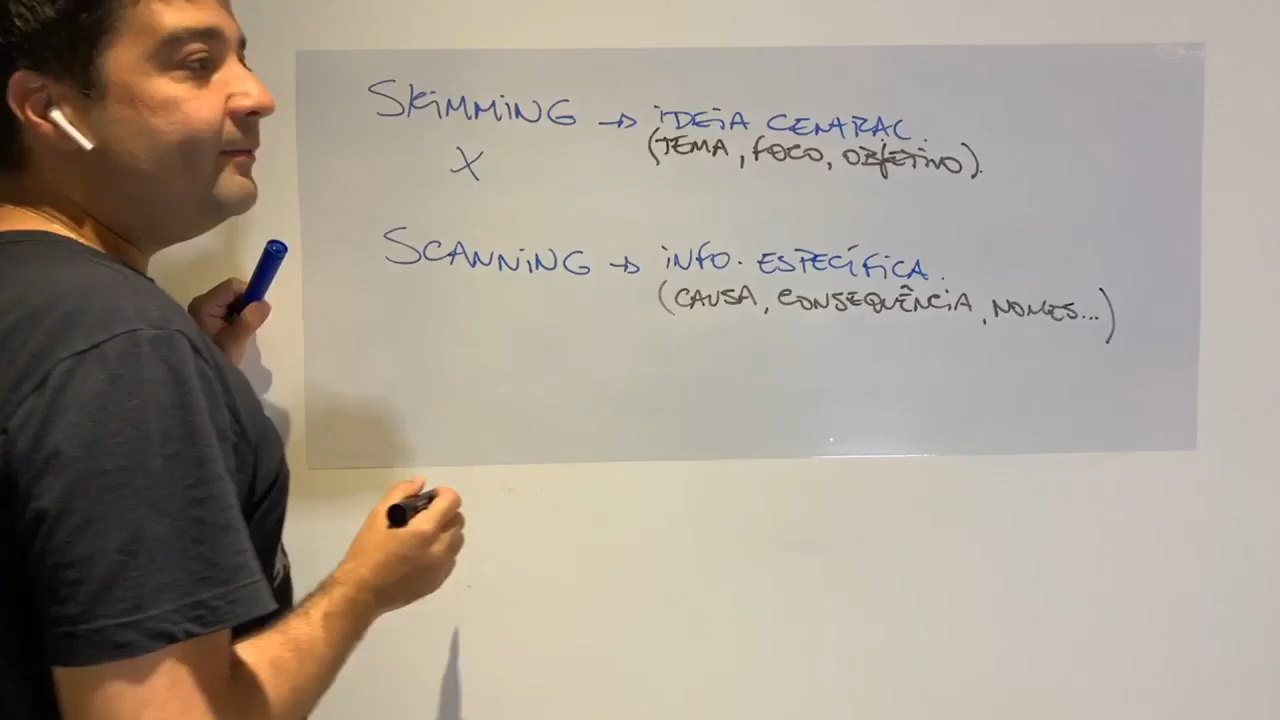 SKIMMING → IDEIA CENTRAL.
(TEMA, FOCO, OBJETIVO).
X
SCANNING → INFO. ESPECÍFICA.
(CAUSA, CONSEQUÊNCIA, NOMES...)